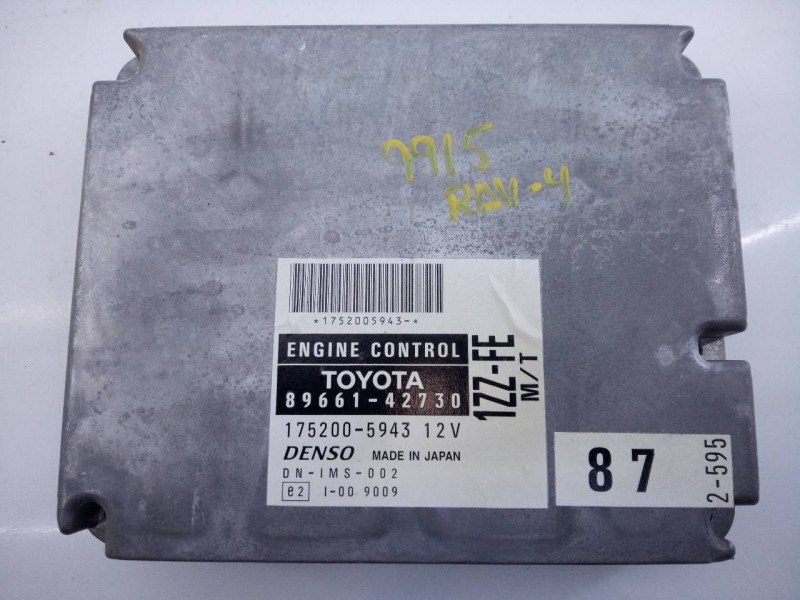 9915
RAV-4
*1752005943-*
ENGINE CONTROL
TOYOTA
89661-42730
175200-5943 12V
DENSO MADE IN JAPAN
DN-IMS-002
e2 I-00 9009
1ZZ-FE
M/T
87
2-595